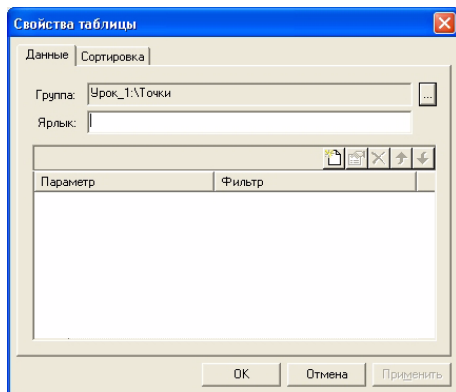 Свойства таблицы
Данные Сортировка
Группа: Урок_1:\Точки ...
Ярлык:
Параметр Фильтр
OK Отмена Применить